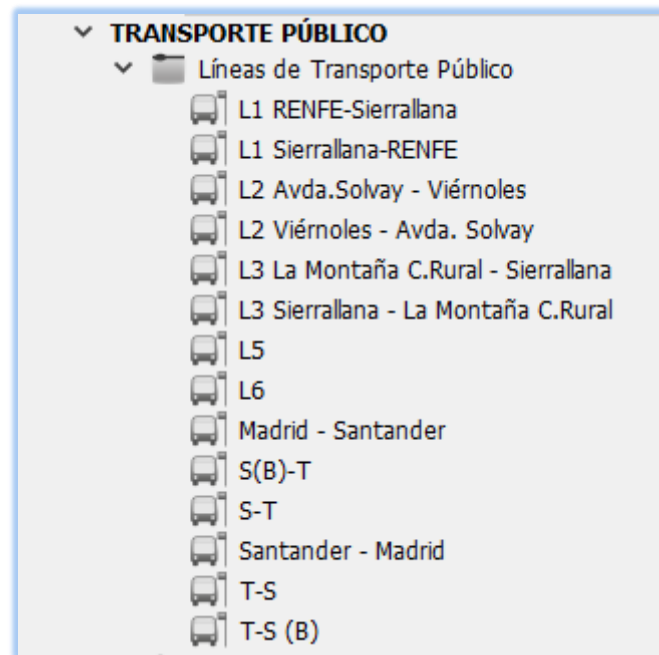 TRANSPORTE PÚBLICO
Líneas de Transporte Público
L1 RENFE-Sierrallana
L1 Sierrallana-RENFE
L2 Avda.Solvay - Viérnoles
L2 Viérnoles - Avda. Solvay
L3 La Montaña C.Rural - Sierrallana
L3 Sierrallana - La Montaña C.Rural
L5
L6
Madrid - Santander
S(B)-T
S-T
Santander - Madrid
T-S
T-S (B)